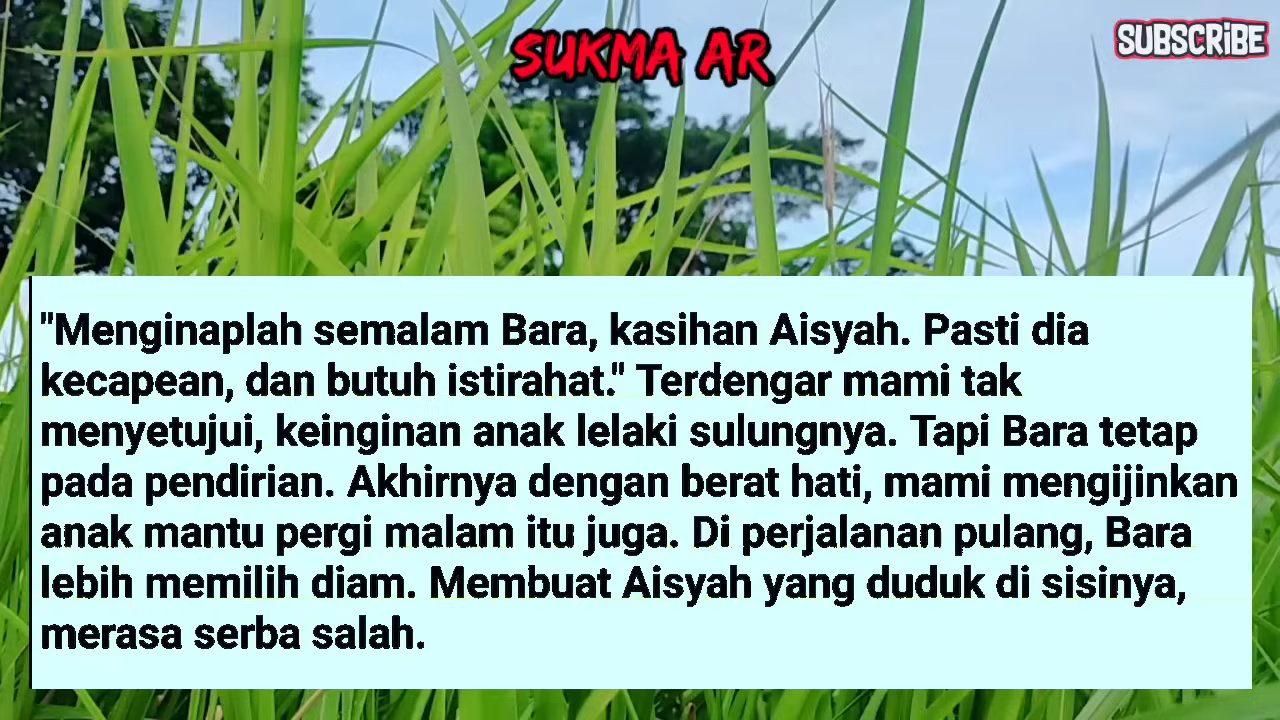 SUKMA AR
SUBSCRIBE
"Menginaplah semalam Bara, kasihan Aisyah. Pasti dia
kecapean, dan butuh istirahat." Terdengar mami tak
menyetujui, keinginan anak lelaki sulungnya. Tapi Bara tetap
pada pendirian. Akhirnya dengan berat hati, mami mengijinkan
anak mantu pergi malam itu juga. Di perjalanan pulang, Bara
lebih memilih diam. Membuat Aisyah yang duduk di sisinya,
merasa serba salah.